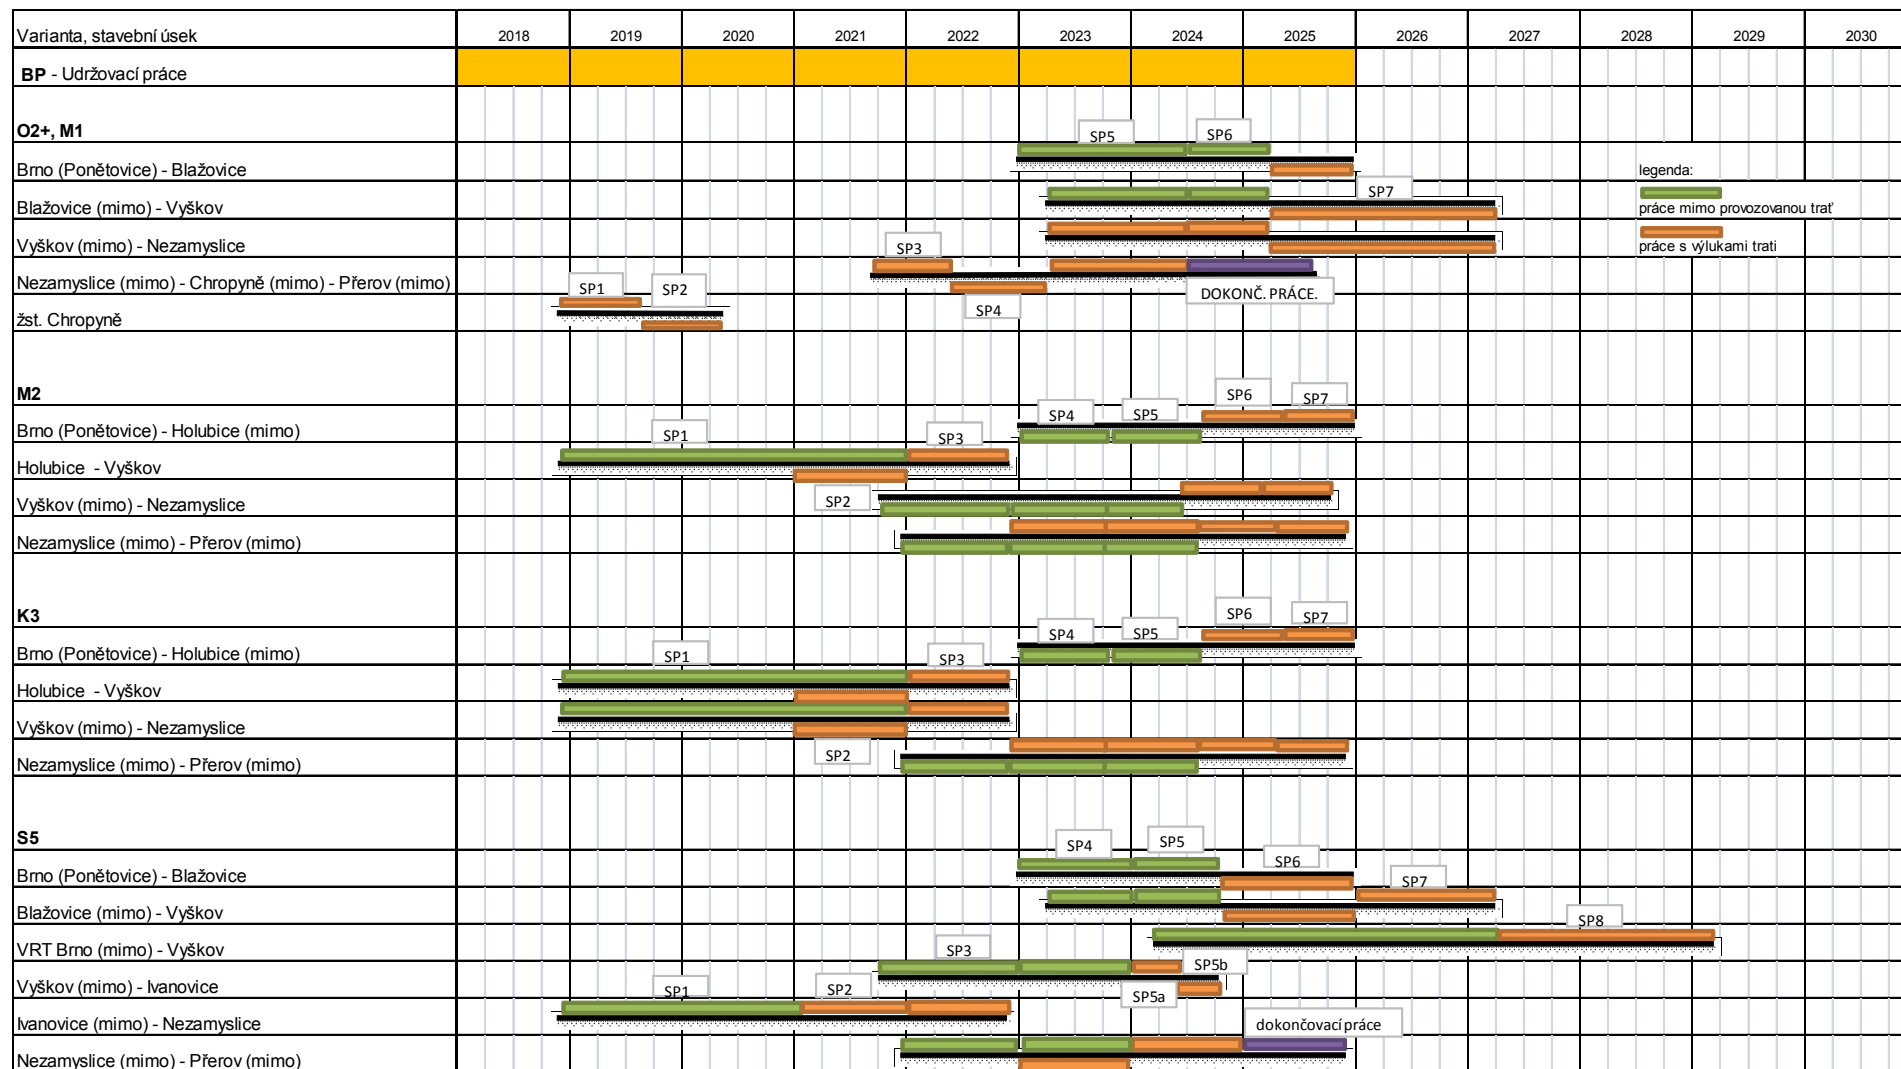 Varianta, stavební úsek 2018 2019 2020 2021 2022 2023 2024 2025 2026 2027 2028 2029 2030
BP - Udržovací práce
O2+, M1
SP5 SP6
Brno (Ponětovice) - Blažovice
legenda:
SP7
Blažovice (mimo) - Vyškov
práce mimo provozovanou trať
Vyškov (mimo) - Nezamyslice
SP3
práce s výlukami trati
Nezamyslice (mimo) - Chropyně (mimo) - Přerov (mimo)
SP1 SP2
DOKONČ. PRÁCE.
SP4
žst. Chropyně
M2
SP6 SP7
SP4 SP5
Brno (Ponětovice) - Holubice (mimo)
SP1 SP3
Holubice - Vyškov
SP2
Vyškov (mimo) - Nezamyslice
Nezamyslice (mimo) - Přerov (mimo)
K3
SP6 SP7
SP4 SP5
Brno (Ponětovice) - Holubice (mimo)
SP1 SP3
Holubice - Vyškov
Vyškov (mimo) - Nezamyslice
SP2
Nezamyslice (mimo) - Přerov (mimo)
S5
SP4 SP5
SP6
Brno (Ponětovice) - Blažovice
SP7
Blažovice (mimo) - Vyškov
SP8
VRT Brno (mimo) - Vyškov
SP3
SP5b
Vyškov (mimo) - Ivanovice
SP1 SP2 SP5a
Ivanovice (mimo) - Nezamyslice
dokončovací práce
Nezamyslice (mimo) - Přerov (mimo)